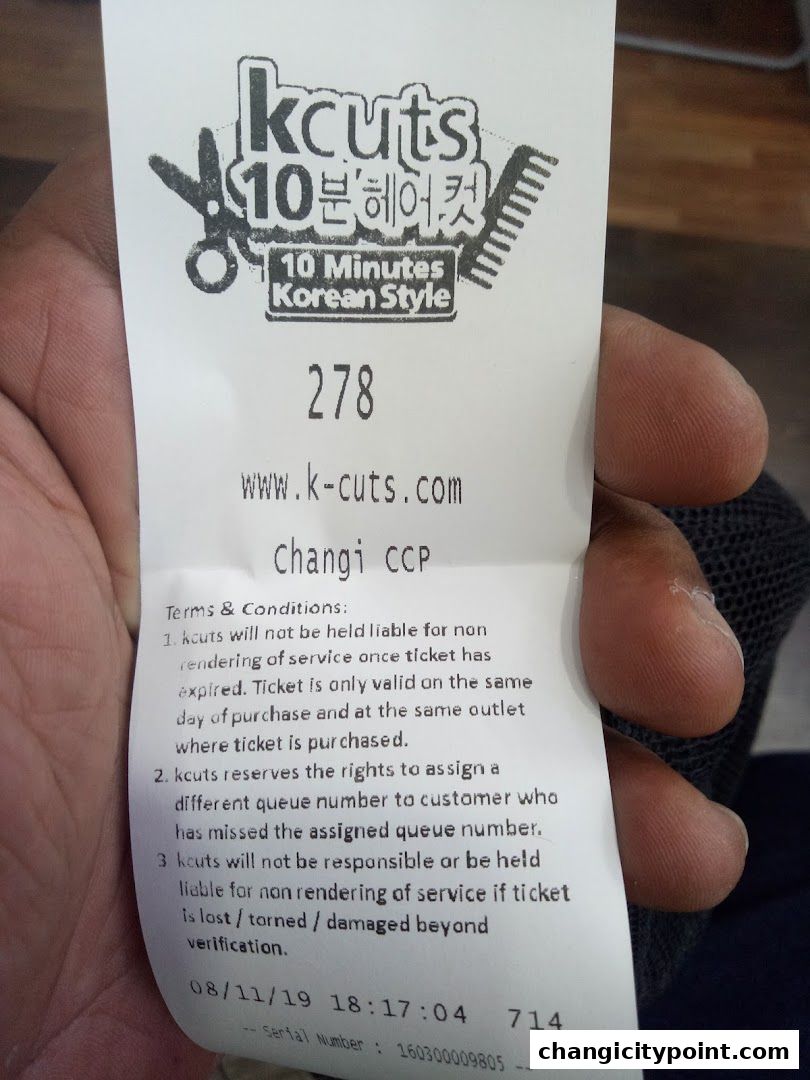 kcuts
10분 헤어 컷
10 Minutes
Korean Style
278
www.k-cuts.com
Changi CCP
Terms & Conditions:
1. kcuts will not be held liable for non
rendering of service once ticket has
expired. Ticket is only valid on the same
day of purchase and at the same outlet
where ticket is purchased.
2. kcuts reserves the rights to assign a
different queue number to customer who
has missed the assigned queue number.
3 kcuts will not be responsible or be held
liable for non rendering of service if ticket
is lost / torned / damaged beyond
verification.
08/11/19 18:17:04 714
-- Serial Number : 160300009805 --
changicitypoint.com